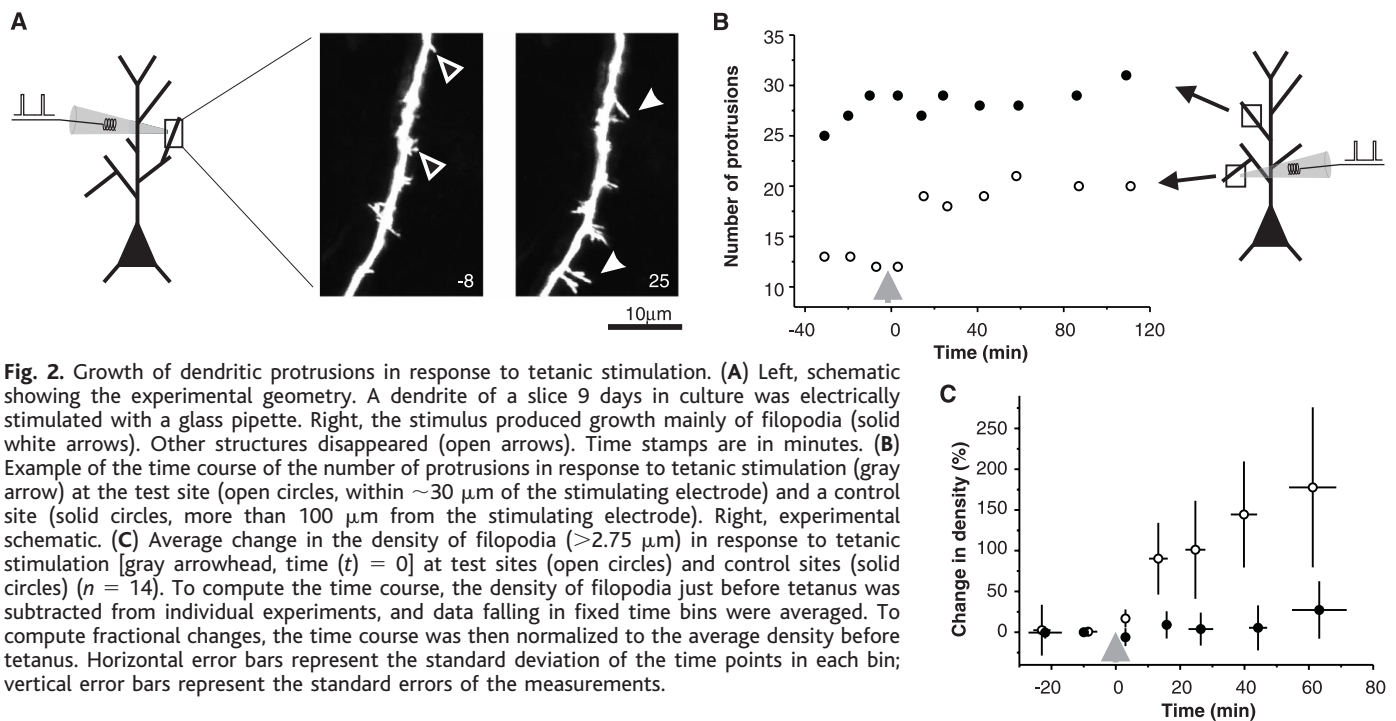 A
-8
25
10μm
B
Number of protrusions
35
30
25
20
15
10
-40
0
40
80
120
Time (min)
Fig. 2. Growth of dendritic protrusions in response to tetanic stimulation. (A) Left, schematic
showing the experimental geometry. A dendrite of a slice 9 days in culture was electrically
stimulated with a glass pipette. Right, the stimulus produced growth mainly of filopodia (solid
white arrows). Other structures disappeared (open arrows). Time stamps are in minutes. (B)
Example of the time course of the number of protrusions in response to tetanic stimulation (gray
arrow) at the test site (open circles, within ~30 μm of the stimulating electrode) and a control
site (solid circles, more than 100 μm from the stimulating electrode). Right, experimental
schematic. (C) Average change in the density of filopodia (>2.75 μm) in response to tetanic
stimulation [gray arrowhead, time (t) = 0] at test sites (open circles) and control sites (solid
circles) (n = 14). To compute the time course, the density of filopodia just before tetanus was
subtracted from individual experiments, and data falling in fixed time bins were averaged. To
compute fractional changes, the time course was then normalized to the average density before
tetanus. Horizontal error bars represent the standard deviation of the time points in each bin;
vertical error bars represent the standard errors of the measurements.
C
Change in density (%)
250
200
150
100
50
0
-20
0
20
40
60
80
Time (min)